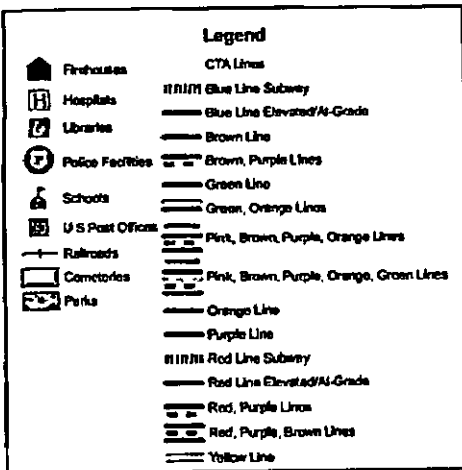 Legend
Firehouses
H Hospitals
Libraries
P Police Facilities
Schools
U S Post Offices
Railroads
Cemeteries
Parks
CTA Lines
Blue Line Subway
Blue Line Elevated/At-Grade
Brown Line
Brown, Purple Lines
Green Line
Green, Orange Lines
Pink, Brown, Purple, Orange Lines
Pink, Brown, Purple, Orange, Green Lines
Orange Line
Purple Line
Red Line Subway
Red Line Elevated/At-Grade
Red, Purple Lines
Red, Purple, Brown Lines
Yellow Line